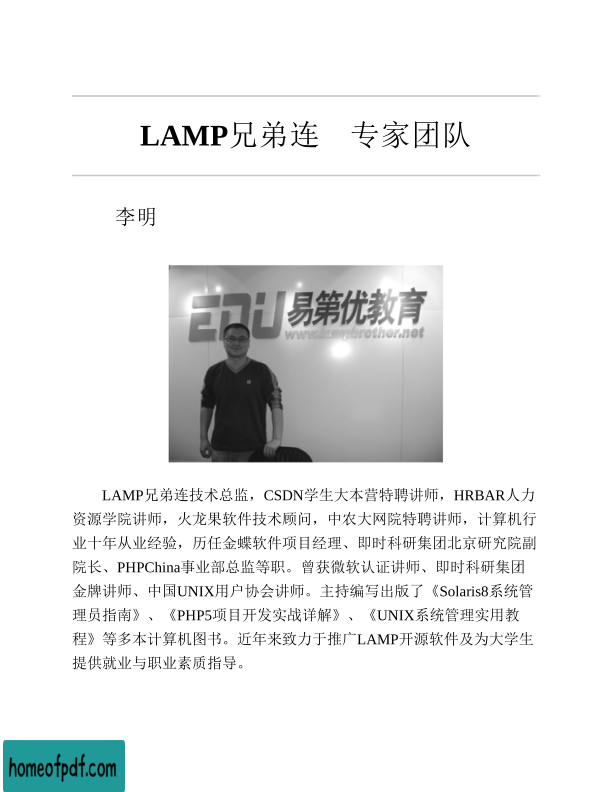 LAMP兄弟连 专家团队
李明
EDU易第优教育
www.lampbrother.net
LAMP兄弟连技术总监，CSDN学生大本营特聘讲师，HRBAR人力
资源学院讲师，火龙果软件技术顾问，中农大网院特聘讲师，计算机行
业十年从业经验，历任金蝶软件项目经理、即时科研集团北京研究院副
院长、PHPChina事业部总监等职。曾获微软认证讲师、即时科研集团
金牌讲师、中国UNIX用户协会讲师。主持编写出版了《Solaris8系统管
理员指南》、《PHP5项目开发实战详解》、《UNIX系统管理实用教
程》等多本计算机图书。近年来致力于推广LAMP开源软件及为大学生
提供就业与职业素质指导。
homeofpdf.com